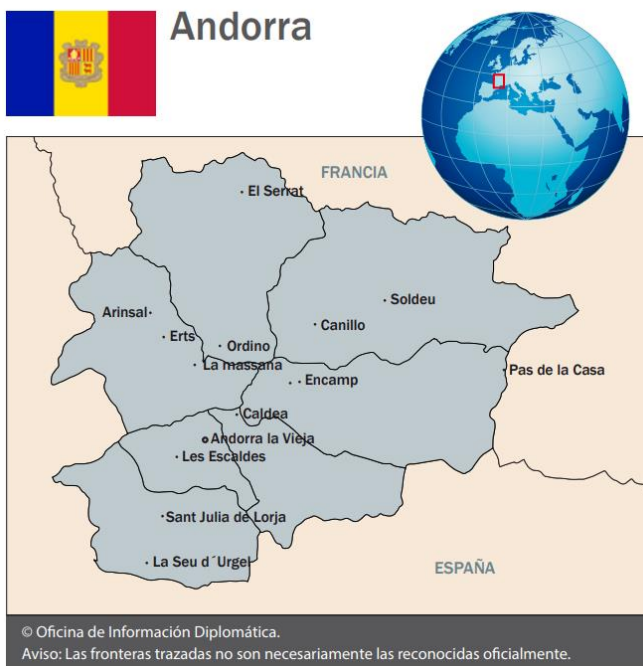 Andorra
FRANCIA
El Serrat
Soldeu
Arinsal
Canillo
Erts
Ordino
La massana
Pas de la Casa
Encamp
Caldea
Andorra la Vieja
Les Escaldes
Sant Julia de Lorja
La Seu d´Urgel
ESPAÑA
© Oficina de Información Diplomática.
Aviso: Las fronteras trazadas no son necesariamente las reconocidas oficialmente.